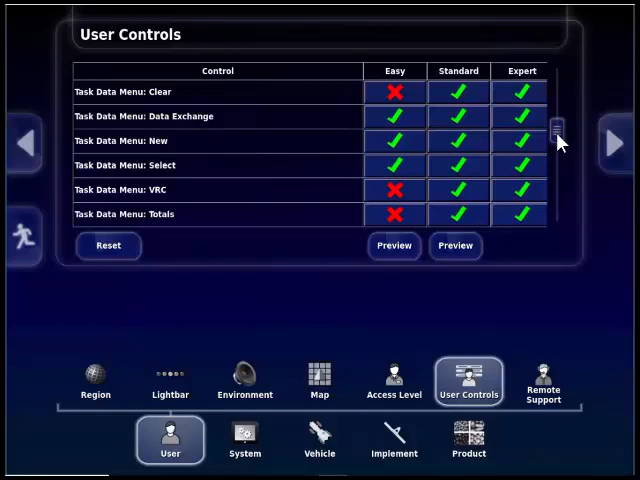 User Controls
Control Easy Standard Expert
Task Data Menu: Clear
Task Data Menu: Data Exchange
Task Data Menu: New
Task Data Menu: Select
Task Data Menu: VRC
Task Data Menu: Totals
Reset Preview Preview
Region Lightbar Environment Map Access Level User Controls Remote Support
User System Vehicle Implement Product